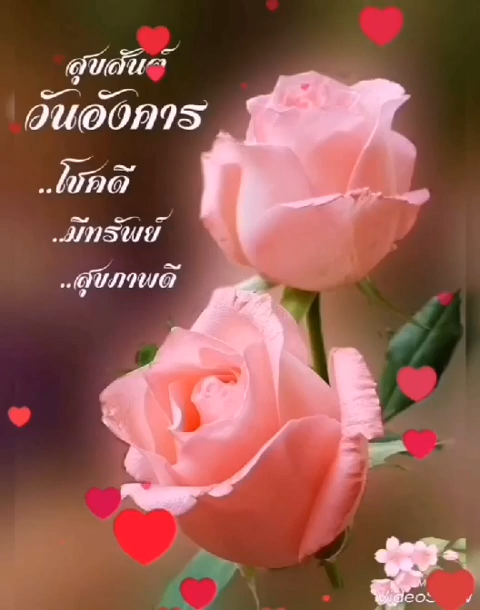 สุขสันต์
วันอังคาร
..โชคดี
..มีทรัพย์
..สุขภาพดี